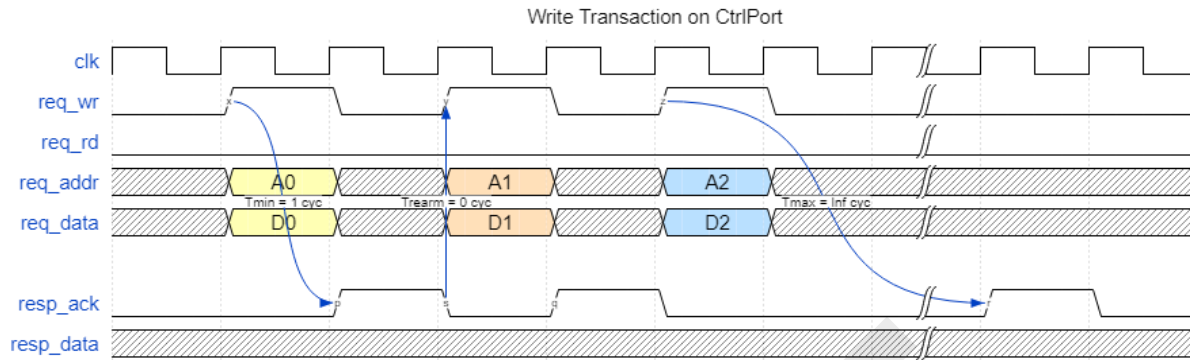 Write Transaction on CtrlPort
clk
req_wr
x
y
z
req_rd
req_addr
A0
A1
A2
Tmin = 1 cyc
Trearm = 0 cyc
Tmax = Inf cyc
req_data
D0
D1
D2
resp_ack
p
s
q
r
resp_data